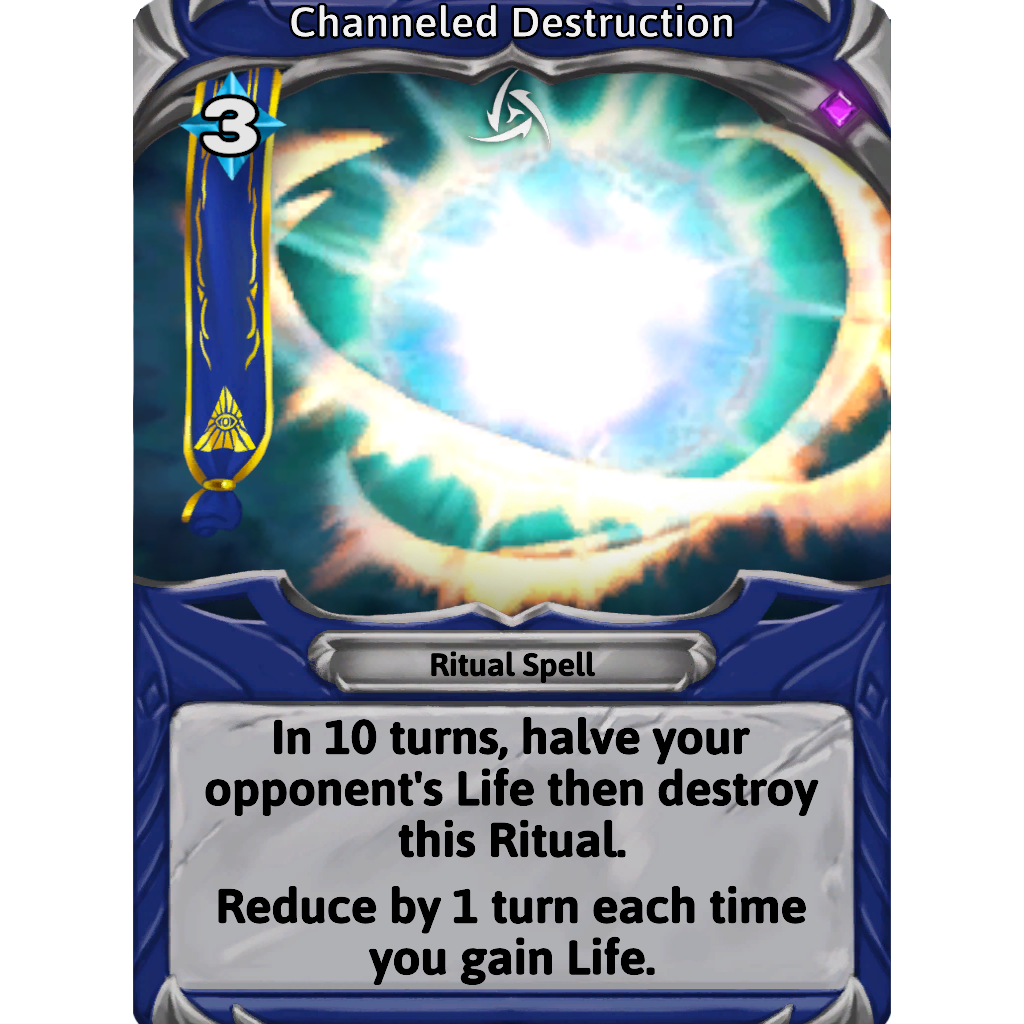 Channeled Destruction
3
Ritual Spell
In 10 turns, halve your
opponent's Life then destroy
this Ritual.
Reduce by 1 turn each time
you gain Life.